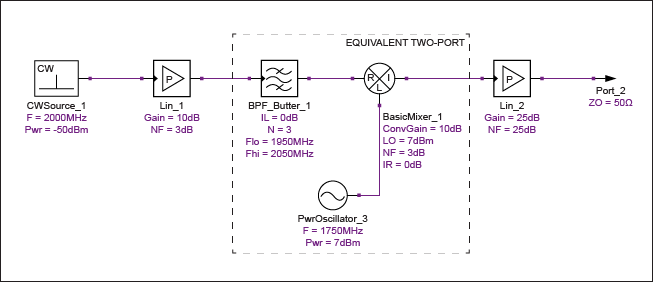 EQUIVALENT TWO-PORT
CW
CWSource_1
F = 2000MHz
Pwr = -50dBm
P
Lin_1
Gain = 10dB
NF = 3dB
BPF_Butter_1
IL = 0dB
N = 3
Flo = 1950MHz
Fhi = 2050MHz
R
I
L
BasicMixer_1
ConvGain = 10dB
LO = 7dBm
NF = 3dB
IR = 0dB
PwrOscillator_3
F = 1750MHz
Pwr = 7dBm
P
Lin_2
Gain = 25dB
NF = 25dB
Port_2
ZO = 50Ω